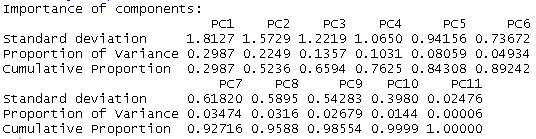 Importance of components:
PC1 PC2 PC3 PC4 PC5 PC6
Standard deviation 1.8127 1.5729 1.2219 1.0650 0.94156 0.73672
Proportion of Variance 0.2987 0.2249 0.1357 0.1031 0.08059 0.04934
Cumulative Proportion 0.2987 0.5236 0.6594 0.7625 0.84308 0.89242
PC7 PC8 PC9 PC10 PC11
Standard deviation 0.61820 0.5895 0.54283 0.3980 0.02476
Proportion of Variance 0.03474 0.0316 0.02679 0.0144 0.00006
Cumulative Proportion 0.92716 0.9588 0.98554 0.9999 1.00000